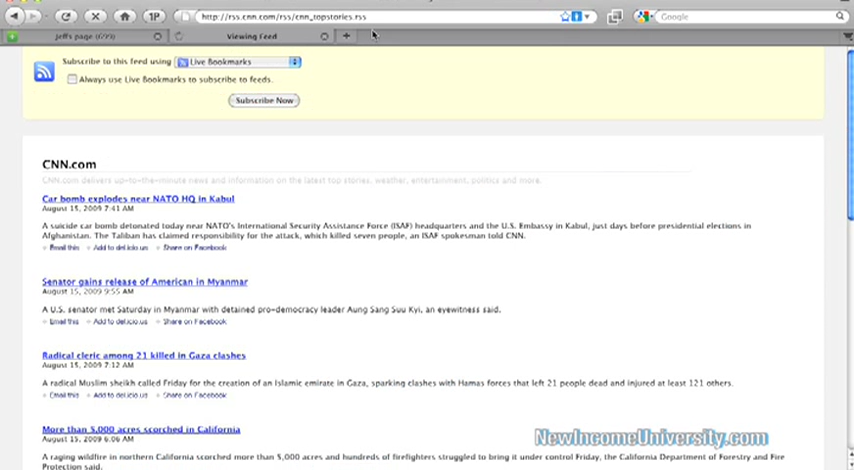 1P http://rss.cnn.com/rss/cnn_topstories.rss Google
Jeff's page (699) Viewing Feed
Subscribe to this feed using Live Bookmarks
Always use Live Bookmarks to subscribe to feeds.
Subscribe Now
CNN.com
CNN.com delivers up-to-the-minute news and information on the latest top stories, weather, entertainment, politics and more.
Car bomb explodes near NATO HQ in Kabul
August 15, 2009 7:41 AM
A suicide car bomb detonated today near NATO's International Security Assistance Force (ISAF) headquarters and the U.S. Embassy in Kabul, just days before presidential elections in
Afghanistan. The Taliban has claimed responsibility for the attack, which killed seven people, an ISAF spokesman told CNN.
Email this Add to del.icio.us Share on Facebook
Senator gains release of American in Myanmar
August 15, 2009 9:55 AM
A U.S. senator met Saturday in Myanmar with detained pro-democracy leader Aung Sang Suu Kyi, an eyewitness said.
Email this Add to del.icio.us Share on Facebook
Radical cleric among 21 killed in Gaza clashes
August 15, 2009 7:12 AM
A radical Muslim sheikh called Friday for the creation of an Islamic emirate in Gaza, sparking clashes with Hamas forces that left 21 people dead and injured at least 121 others.
Email this Add to del.icio.us Share on Facebook
More than 5,000 acres scorched in California
August 15, 2009 6:06 AM
NewIncomeUniversity.com
A raging wildfire in northern California scorched more than 5,000 acres and hundreds of firefighters struggled to bring it under control Friday, the California Department of Forestry and Fire
Protection said.